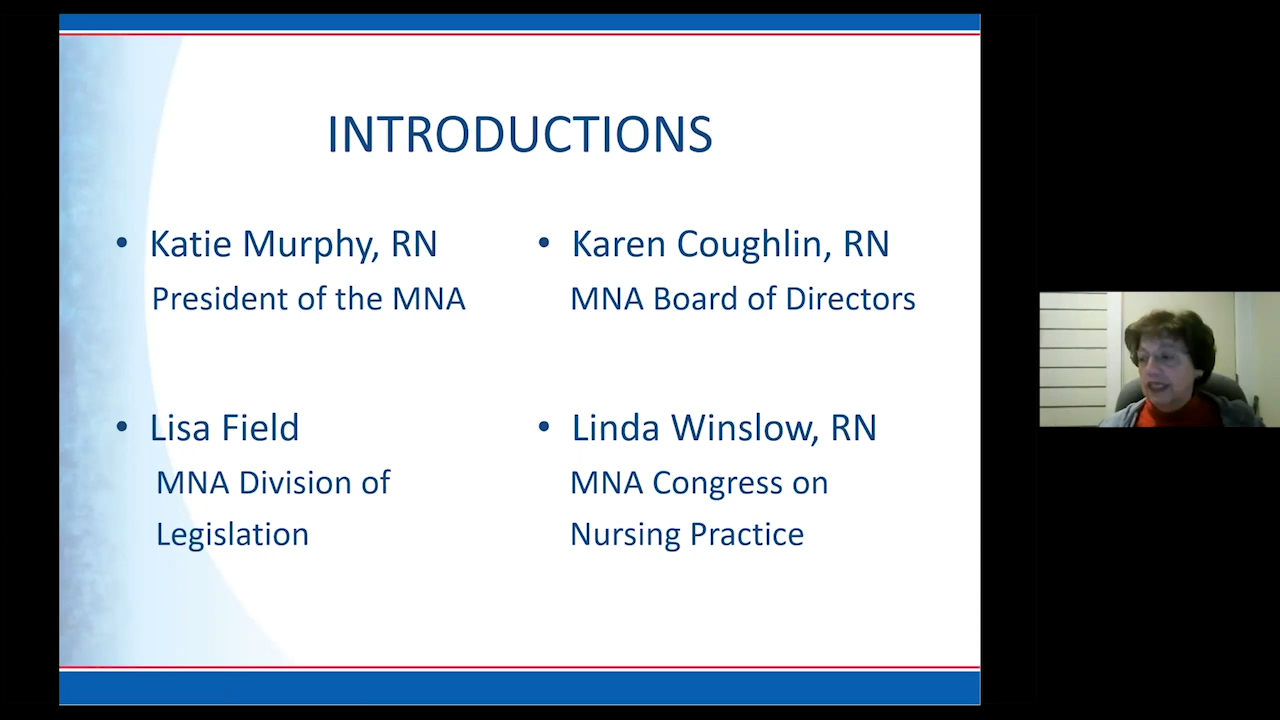 INTRODUCTIONS
• Katie Murphy, RN
President of the MNA
• Lisa Field
MNA Division of
Legislation
• Karen Coughlin, RN
MNA Board of Directors
• Linda Winslow, RN
MNA Congress on
Nursing Practice